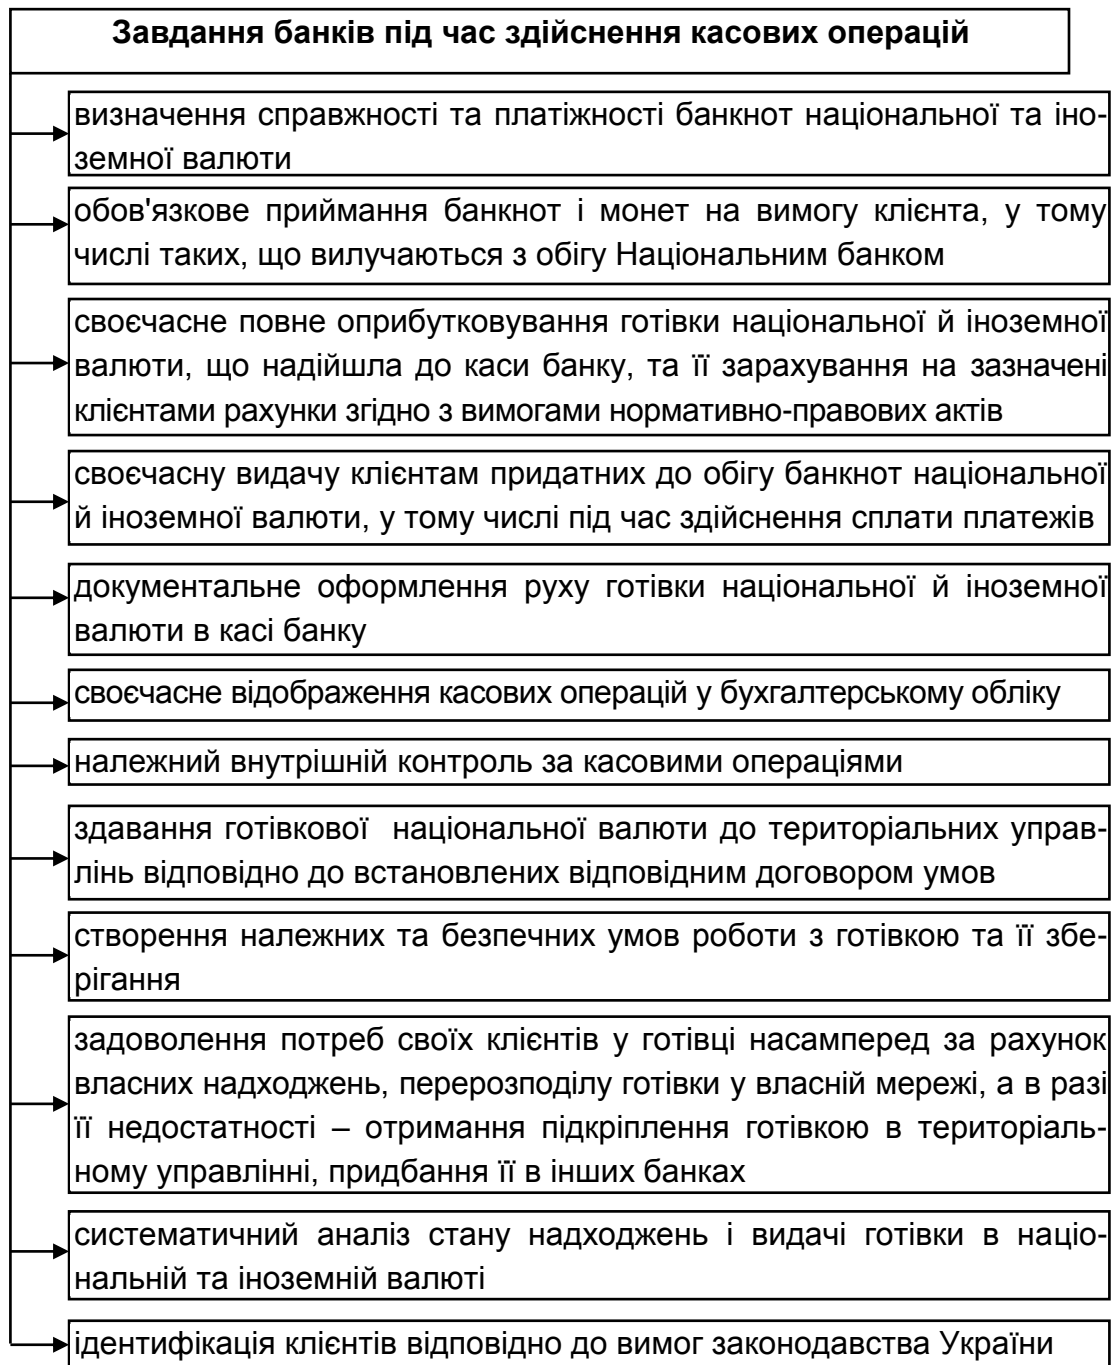 Завдання банків під час здійснення касових операцій
визначення справжності та платіжності банкнот національної та іно-
земної валюти
обов'язкове приймання банкнот і монет на вимогу клієнта, у тому
числі таких, що вилучаються з обігу Національним банком
своєчасне повне оприбутковування готівки національної й іноземної
валюти, що надійшла до каси банку, та її зарахування на зазначені
клієнтами рахунки згідно з вимогами нормативно-правових актів
своєчасну видачу клієнтам придатних до обігу банкнот національної
й іноземної валюти, у тому числі під час здійснення сплати платежів
документальне оформлення руху готівки національної й іноземної
валюти в касі банку
своєчасне відображення касових операцій у бухгалтерському обліку
належний внутрішній контроль за касовими операціями
здавання готівкової національної валюти до територіальних управ-
лінь відповідно до встановлених відповідним договором умов
створення належних та безпечних умов роботи з готівкою та її збе-
рігання
задоволення потреб своїх клієнтів у готівці насамперед за рахунок
власних надходжень, перерозподілу готівки у власній мережі, а в разі
її недостатності – отримання підкріплення готівкою в територіаль-
ному управлінні, придбання її в інших банках
систематичний аналіз стану надходжень і видачі готівки в націо-
нальній та іноземній валюті
ідентифікація клієнтів відповідно до вимог законодавства України